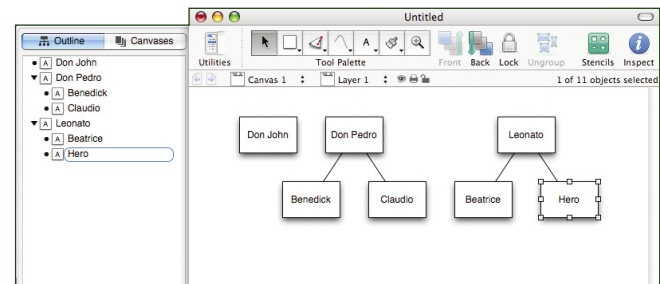 Untitled
Outline
Canvases
Utilities
A
Tool Palette
Front
Back
Lock
Ungroup
Stencils
Inspect
Canvas 1
Layer 1
1 of 11 objects selected
A Don John
A Don Pedro
A Benedick
A Claudio
A Leonato
A Beatrice
A Hero
Don John
Don Pedro
Leonato
Benedick
Claudio
Beatrice
Hero